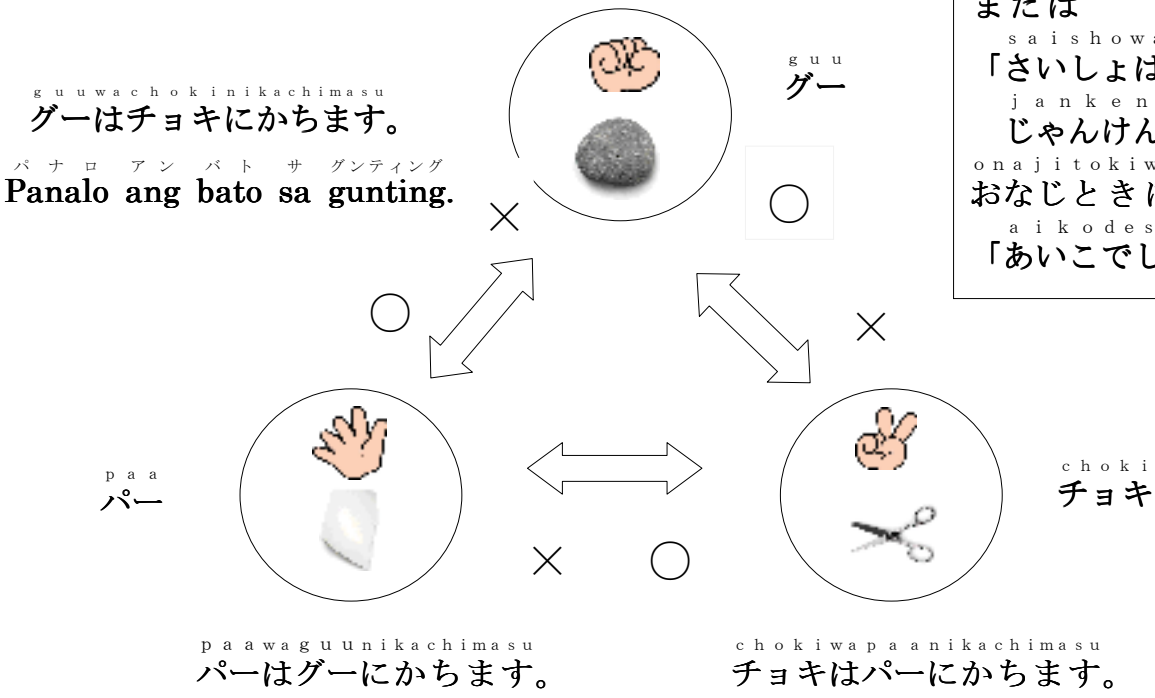 または
saishowa
「さいしょは
janken
じゃんけん
onajitokiw
おなじときに
aikodes
「あいこでし
guu
グー
guuwachokinikachimasu
グーはチョキにかちます。
パナロ アン バト サ グンティング
Panalo ang bato sa gunting.
×
○
○
×
paa
パー
choki
チョキ
× ○
paawaguunikachimasu
パーはグーにかちます。
chokiwapaanikachimasu
チョキはパーにかちます。